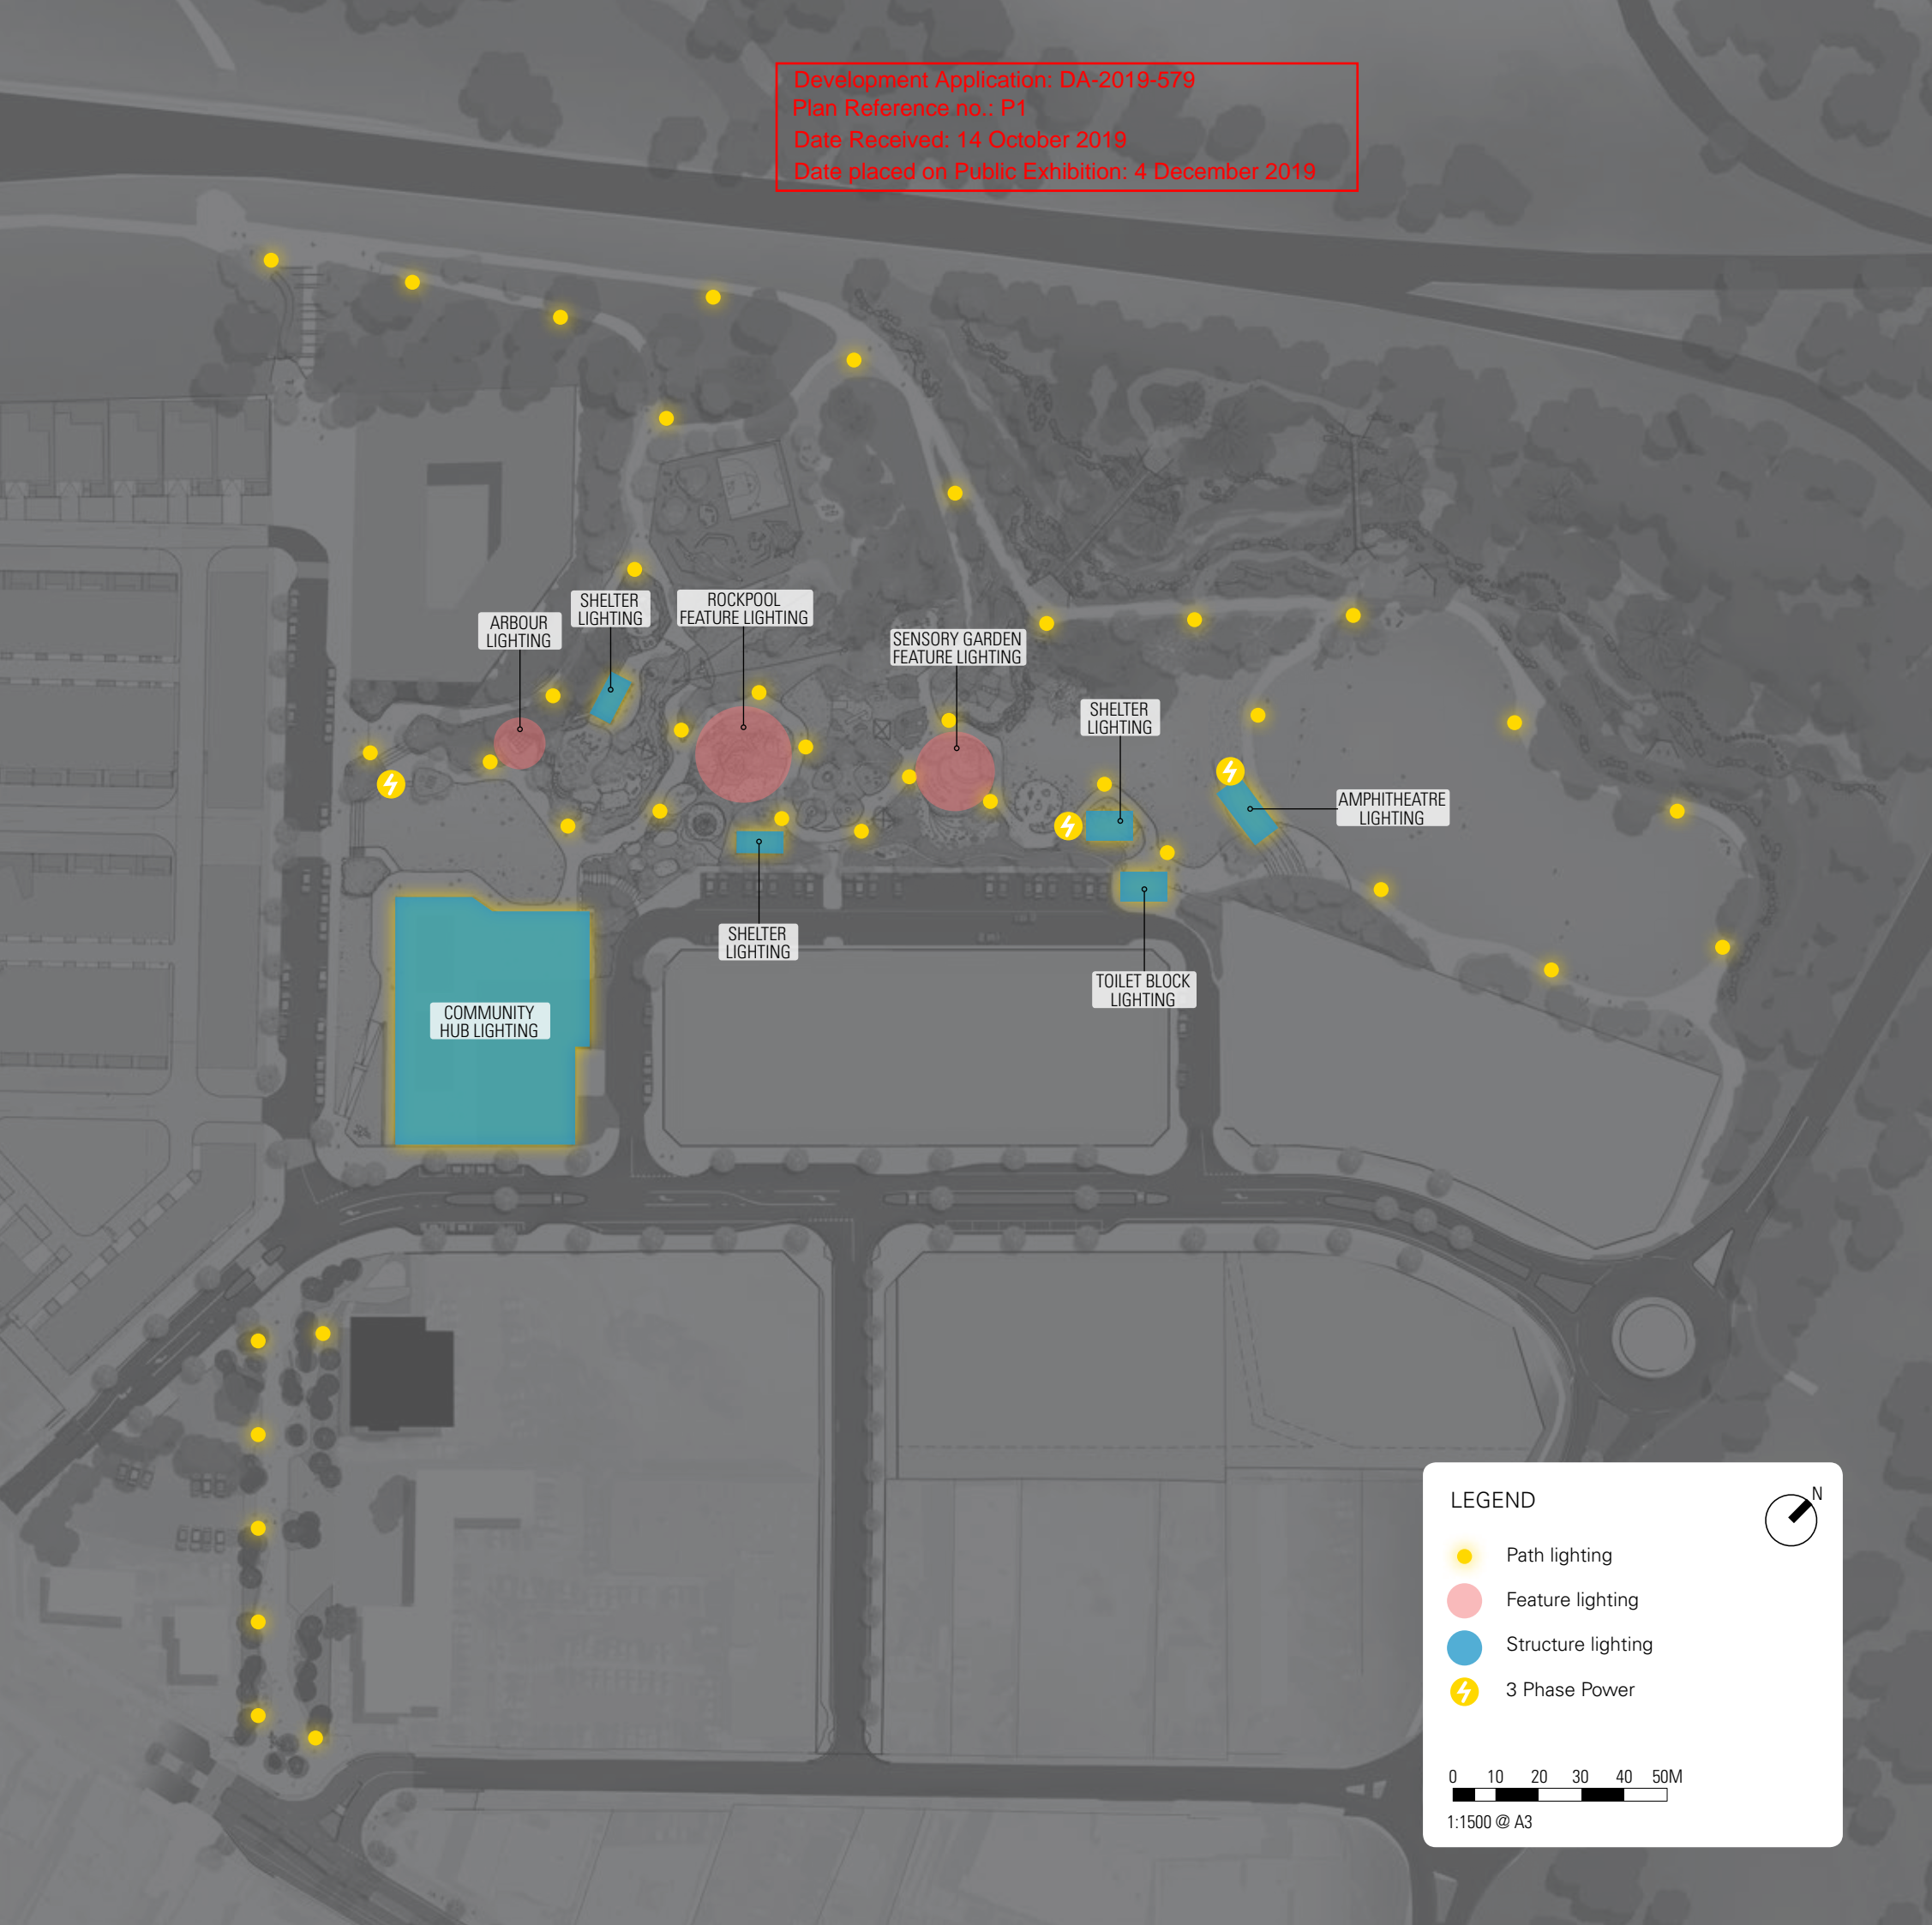 Development Application: DA-2019-579
Plan Reference no.: P1
Date Received: 14 October 2019
Date placed on Public Exhibition: 4 December 2019
ARBOUR
LIGHTING
SHELTER
LIGHTING
ROCKPOOL
FEATURE LIGHTING
SENSORY GARDEN
FEATURE LIGHTING
SHELTER
LIGHTING
AMPHITHEATRE
LIGHTING
SHELTER
LIGHTING
TOILET BLOCK
LIGHTING
COMMUNITY
HUB LIGHTING
LEGEND
N
Path lighting
Feature lighting
Structure lighting
3 Phase Power
0 10 20 30 40 50M
1:1500 @ A3